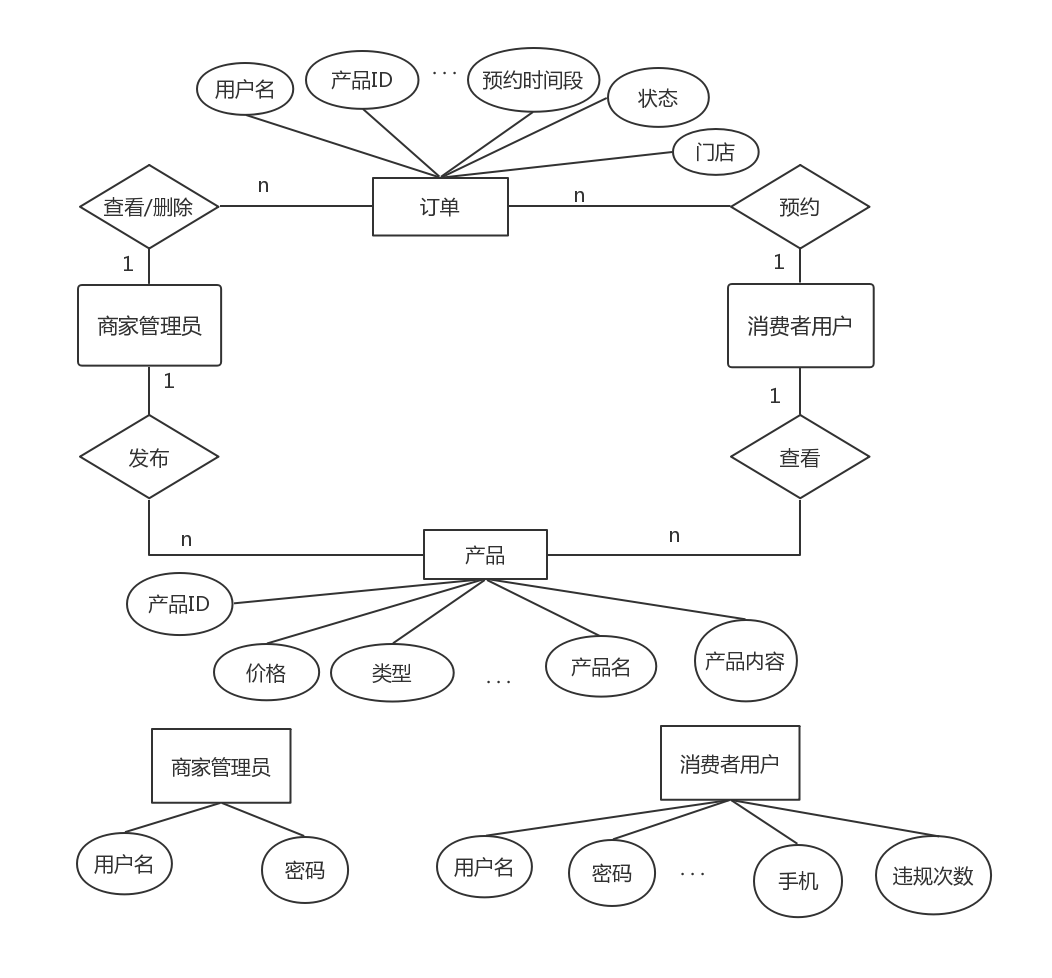 用户名
产品ID
...
预约时间段
状态
门店
查看/删除
n
订单
n
预约
1
1
商家管理员
消费者用户
1
1
发布
查看
n
产品
n
产品ID
价格
类型
...
产品名
产品内容
商家管理员
消费者用户
用户名
密码
用户名
密码
...
手机
违规次数